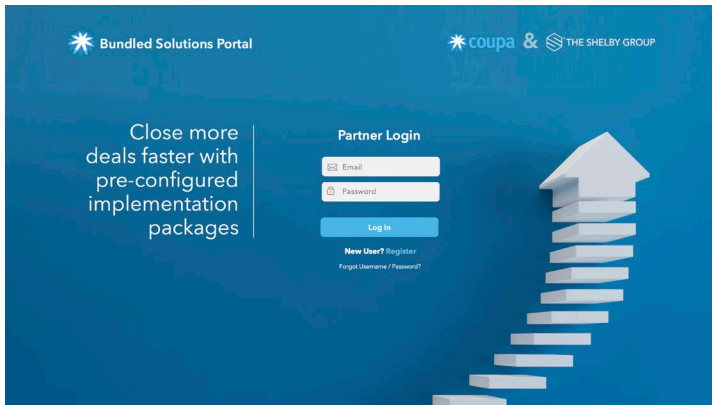 Bundled Solutions Portal
coupa & THE SHELBY GROUP
Close more
deals faster with
pre-configured
implementation
packages
Partner Login
Email
Password
Log In
New User? Register
Forgot Username / Password?